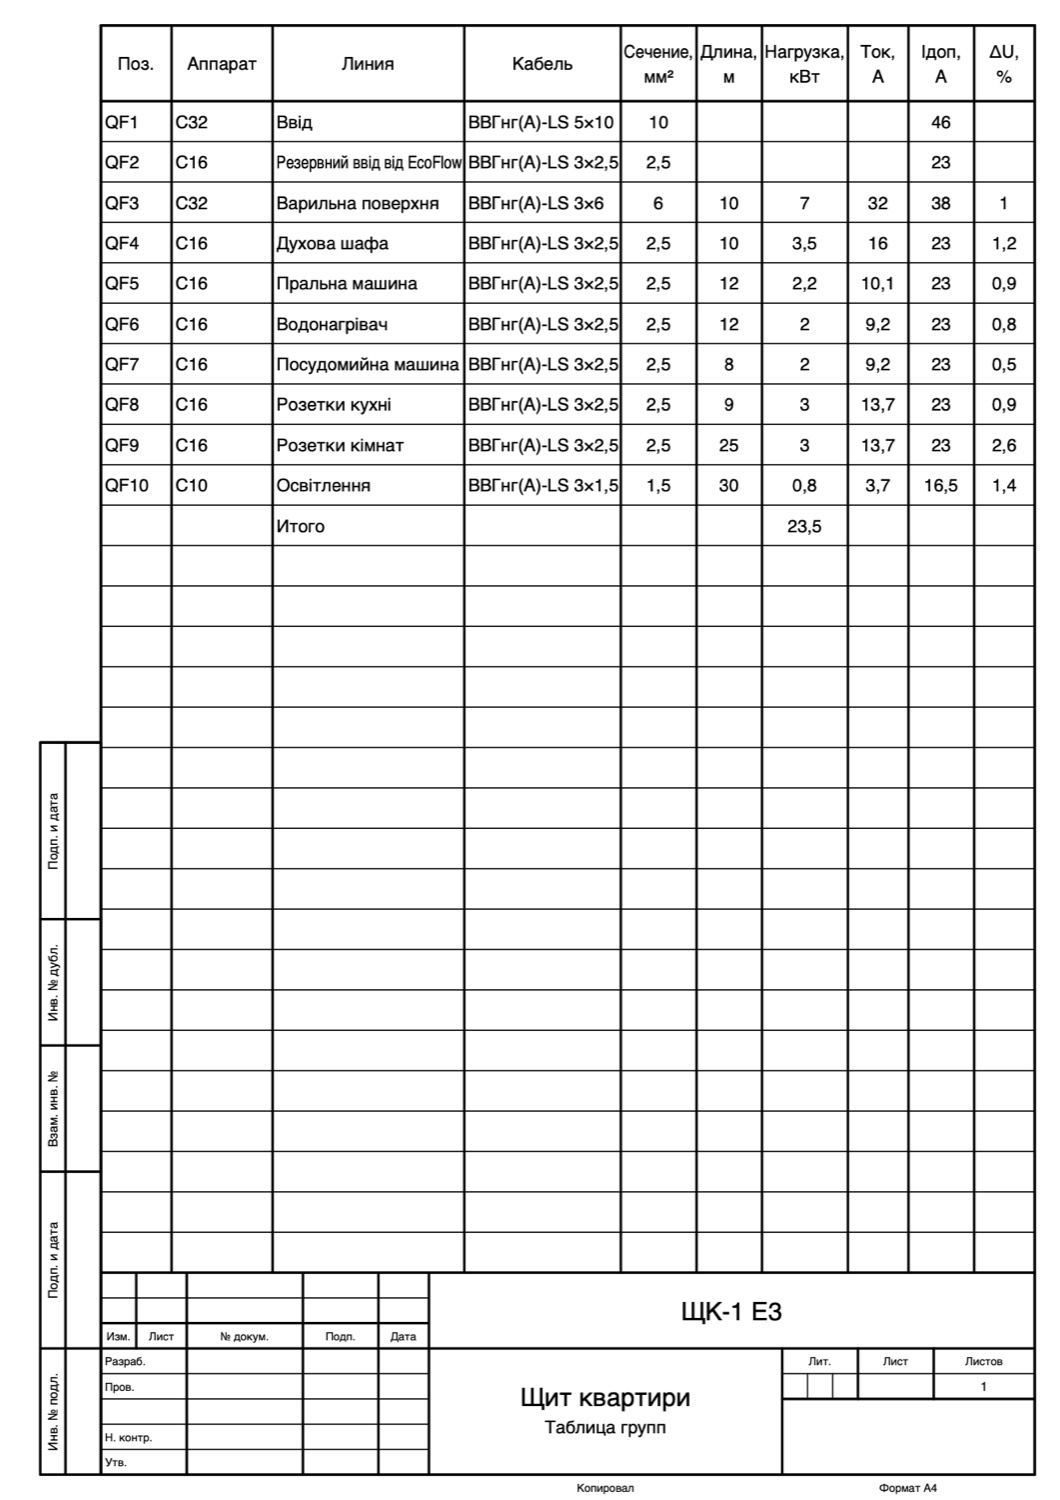 Поз. Аппарат Линия Кабель Сечение, мм² Длина, м Нагрузка, кВт Ток, А Iдоп, А ΔU, %
QF1 C32 Ввід ВВГнг(А)-LS 5×10 10 46
QF2 C16 Резервний ввід від EcoFlow ВВГнг(А)-LS 3×2,5 2,5 23
QF3 C32 Варильна поверхня ВВГнг(А)-LS 3×6 6 10 7 32 38 1
QF4 C16 Духова шафа ВВГнг(А)-LS 3×2,5 2,5 10 3,5 16 23 1,2
QF5 C16 Пральна машина ВВГнг(А)-LS 3×2,5 2,5 12 2,2 10,1 23 0,9
QF6 C16 Водонагрівач ВВГнг(А)-LS 3×2,5 2,5 12 2 9,2 23 0,8
QF7 C16 Посудомийна машина ВВГнг(А)-LS 3×2,5 2,5 8 2 9,2 23 0,5
QF8 C16 Розетки кухні ВВГнг(А)-LS 3×2,5 2,5 9 3 13,7 23 0,9
QF9 C16 Розетки кімнат ВВГнг(А)-LS 3×2,5 2,5 25 3 13,7 23 2,6
QF10 C10 Освітлення ВВГнг(А)-LS 3×1,5 1,5 30 0,8 3,7 16,5 1,4
Итого 23,5
Подп. и дата
Инв. № дубл.
Взам. инв. №
Подп. и дата
Инв. № подл.
ЩК-1 Е3
Изм. Лист № докум. Подп. Дата
Разраб.
Пров.
Н. контр.
Утв.
Щит квартири
Таблица групп
Лит. Лист Листов
1
Копировал Формат А4